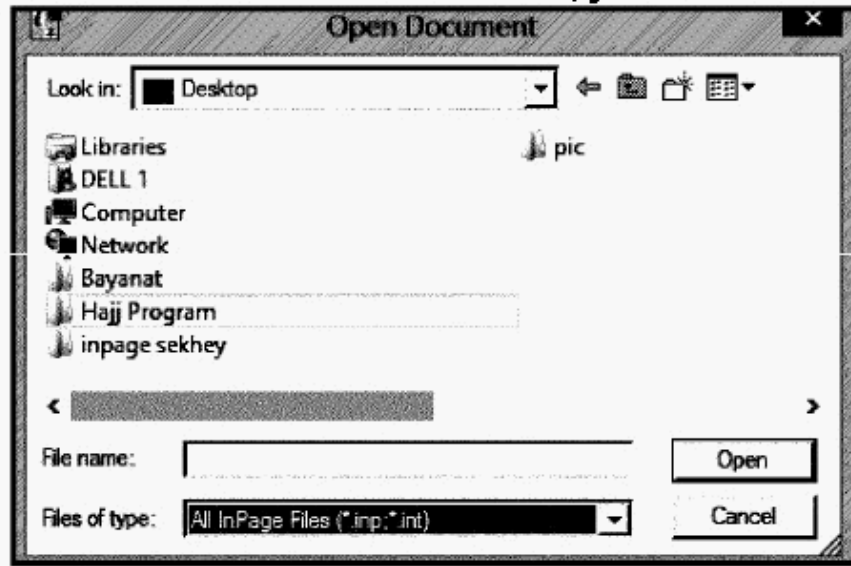 Open Document
Look in: Desktop
Libraries
DELL 1
Computer
Network
Bayanat
Hajj Program
inpage sekhey
pic
File name:
Open
Files of type: All InPage Files (*.inp;*.int)
Cancel